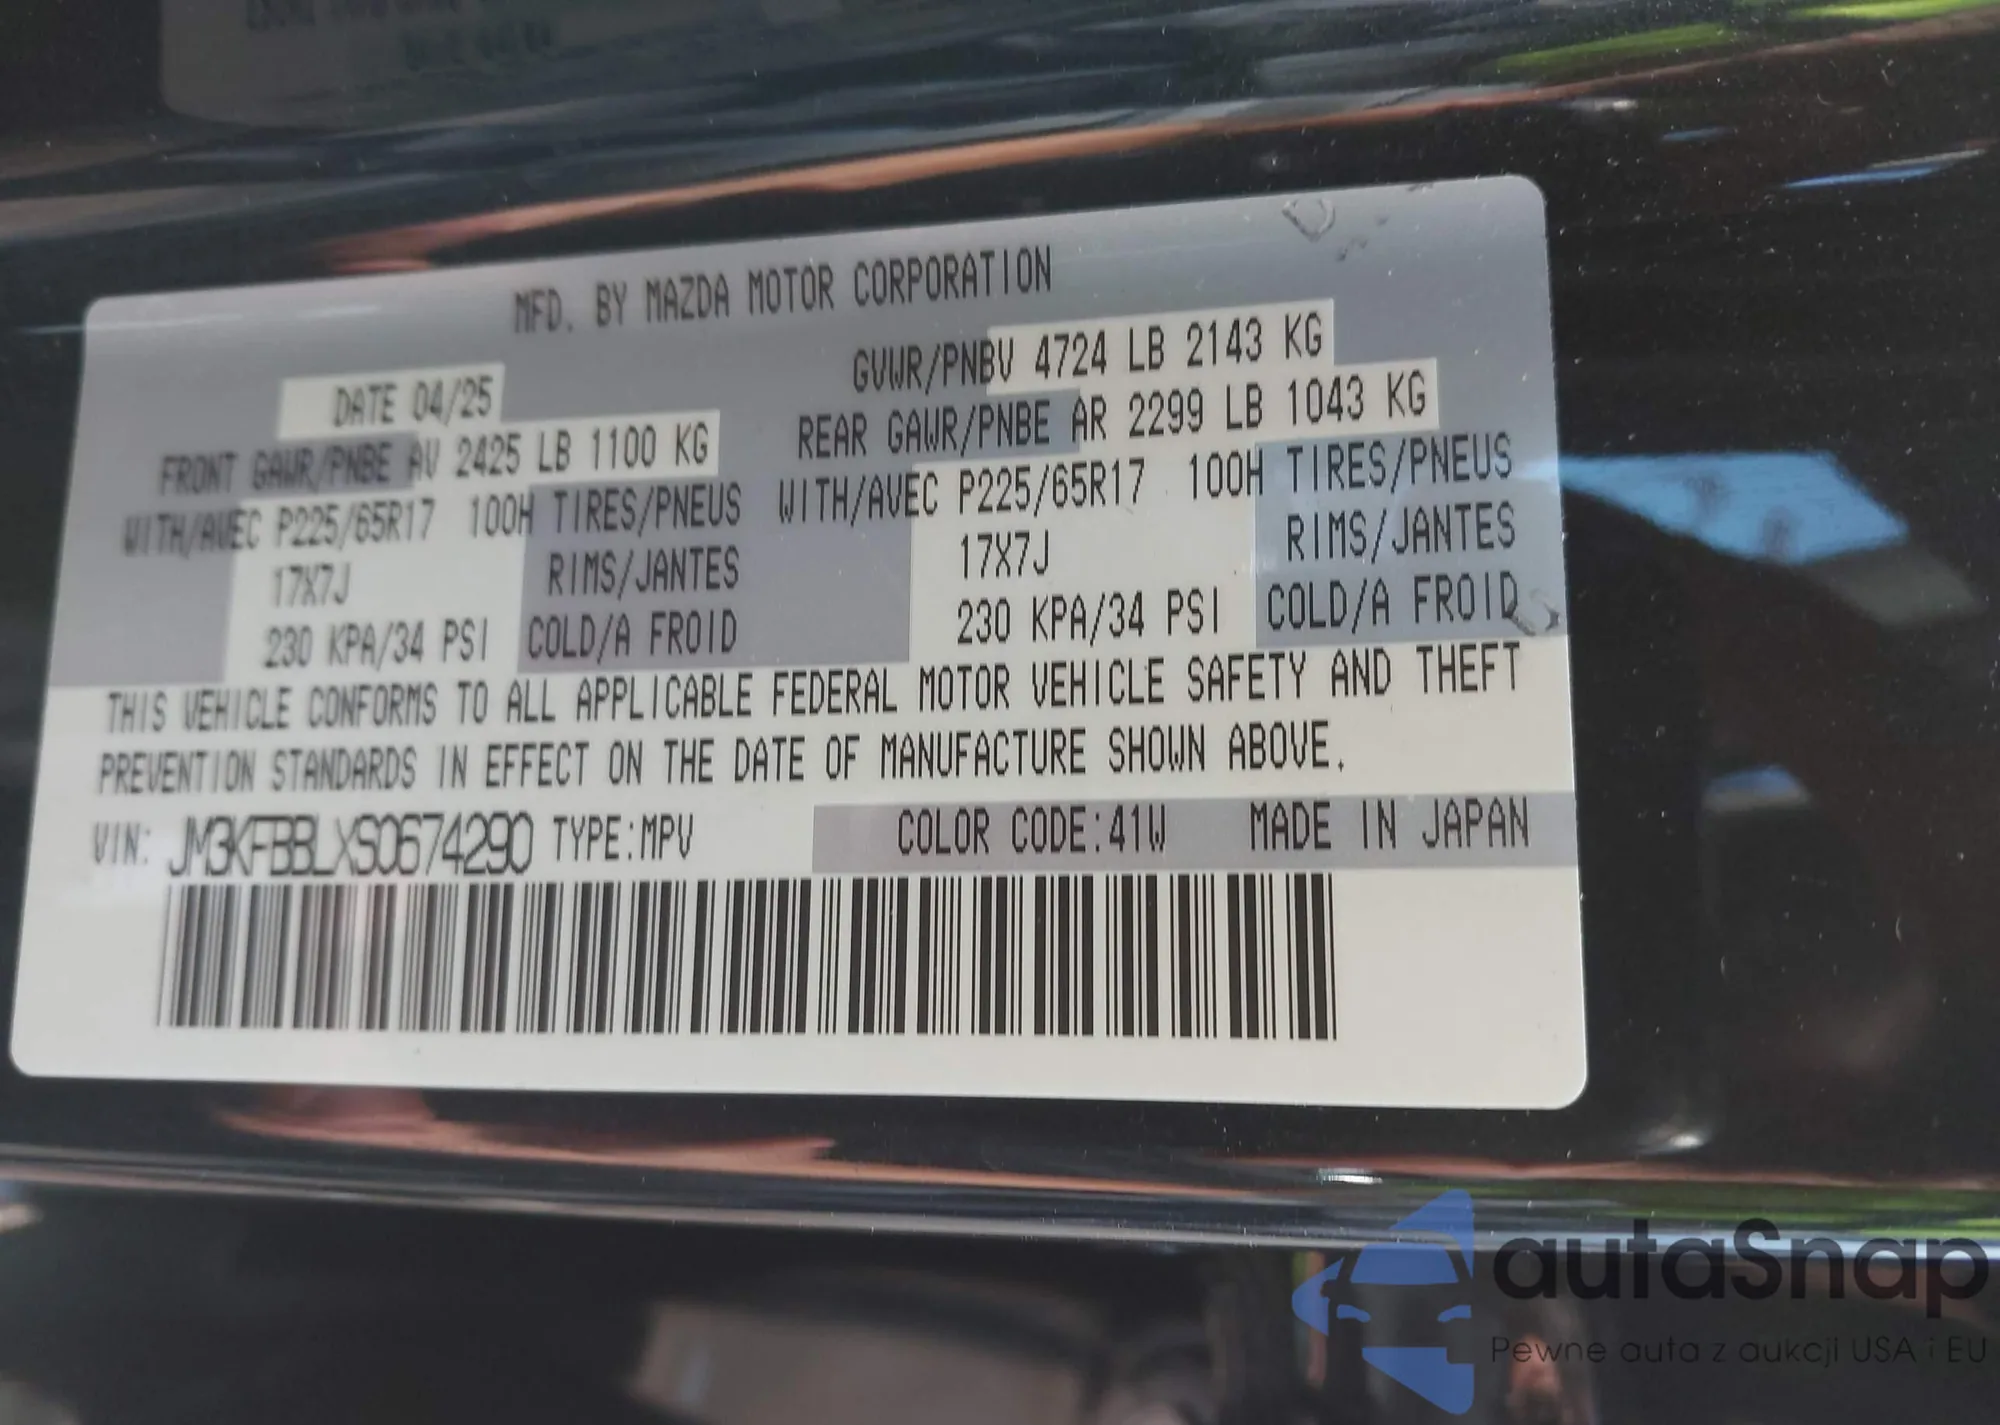 MFD. BY MAZDA MOTOR CORPORATION
DATE 04/25 GVWR/PNBV 4724 LB 2143 KG
FRONT GAWR/PNBE AV 2425 LB 1100 KG REAR GAWR/PNBE AR 2299 LB 1043 KG
WITH/AVEC P225/65R17 100H TIRES/PNEUS WITH/AVEC P225/65R17 100H TIRES/PNEUS
17X7J RIMS/JANTES 17X7J RIMS/JANTES
230 KPA/34 PSI COLD/A FROID 230 KPA/34 PSI COLD/A FROID
THIS VEHICLE CONFORMS TO ALL APPLICABLE FEDERAL MOTOR VEHICLE SAFETY AND THEFT
PREVENTION STANDARDS IN EFFECT ON THE DATE OF MANUFACTURE SHOWN ABOVE.
VIN: JM3KFBBLXS0674290 TYPE:MPV COLOR CODE:41W MADE IN JAPAN
autaSnap
Pewne auta z aukcji USA i EU